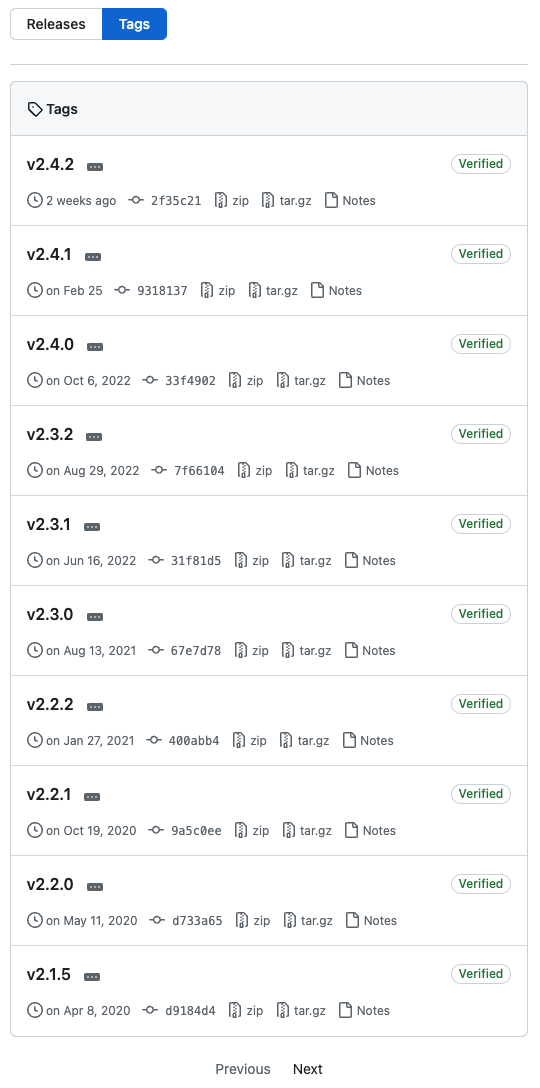 Releases Tags
Tags
v2.4.2 Verified
2 weeks ago 2f35c21 zip tar.gz Notes
v2.4.1 Verified
on Feb 25 9318137 zip tar.gz Notes
v2.4.0 Verified
on Oct 6, 2022 33f4902 zip tar.gz Notes
v2.3.2 Verified
on Aug 29, 2022 7f66104 zip tar.gz Notes
v2.3.1 Verified
on Jun 16, 2022 31f81d5 zip tar.gz Notes
v2.3.0 Verified
on Aug 13, 2021 67e7d78 zip tar.gz Notes
v2.2.2 Verified
on Jan 27, 2021 400abb4 zip tar.gz Notes
v2.2.1 Verified
on Oct 19, 2020 9a5c0ee zip tar.gz Notes
v2.2.0 Verified
on May 11, 2020 d733a65 zip tar.gz Notes
v2.1.5 Verified
on Apr 8, 2020 d9184d4 zip tar.gz Notes
Previous Next